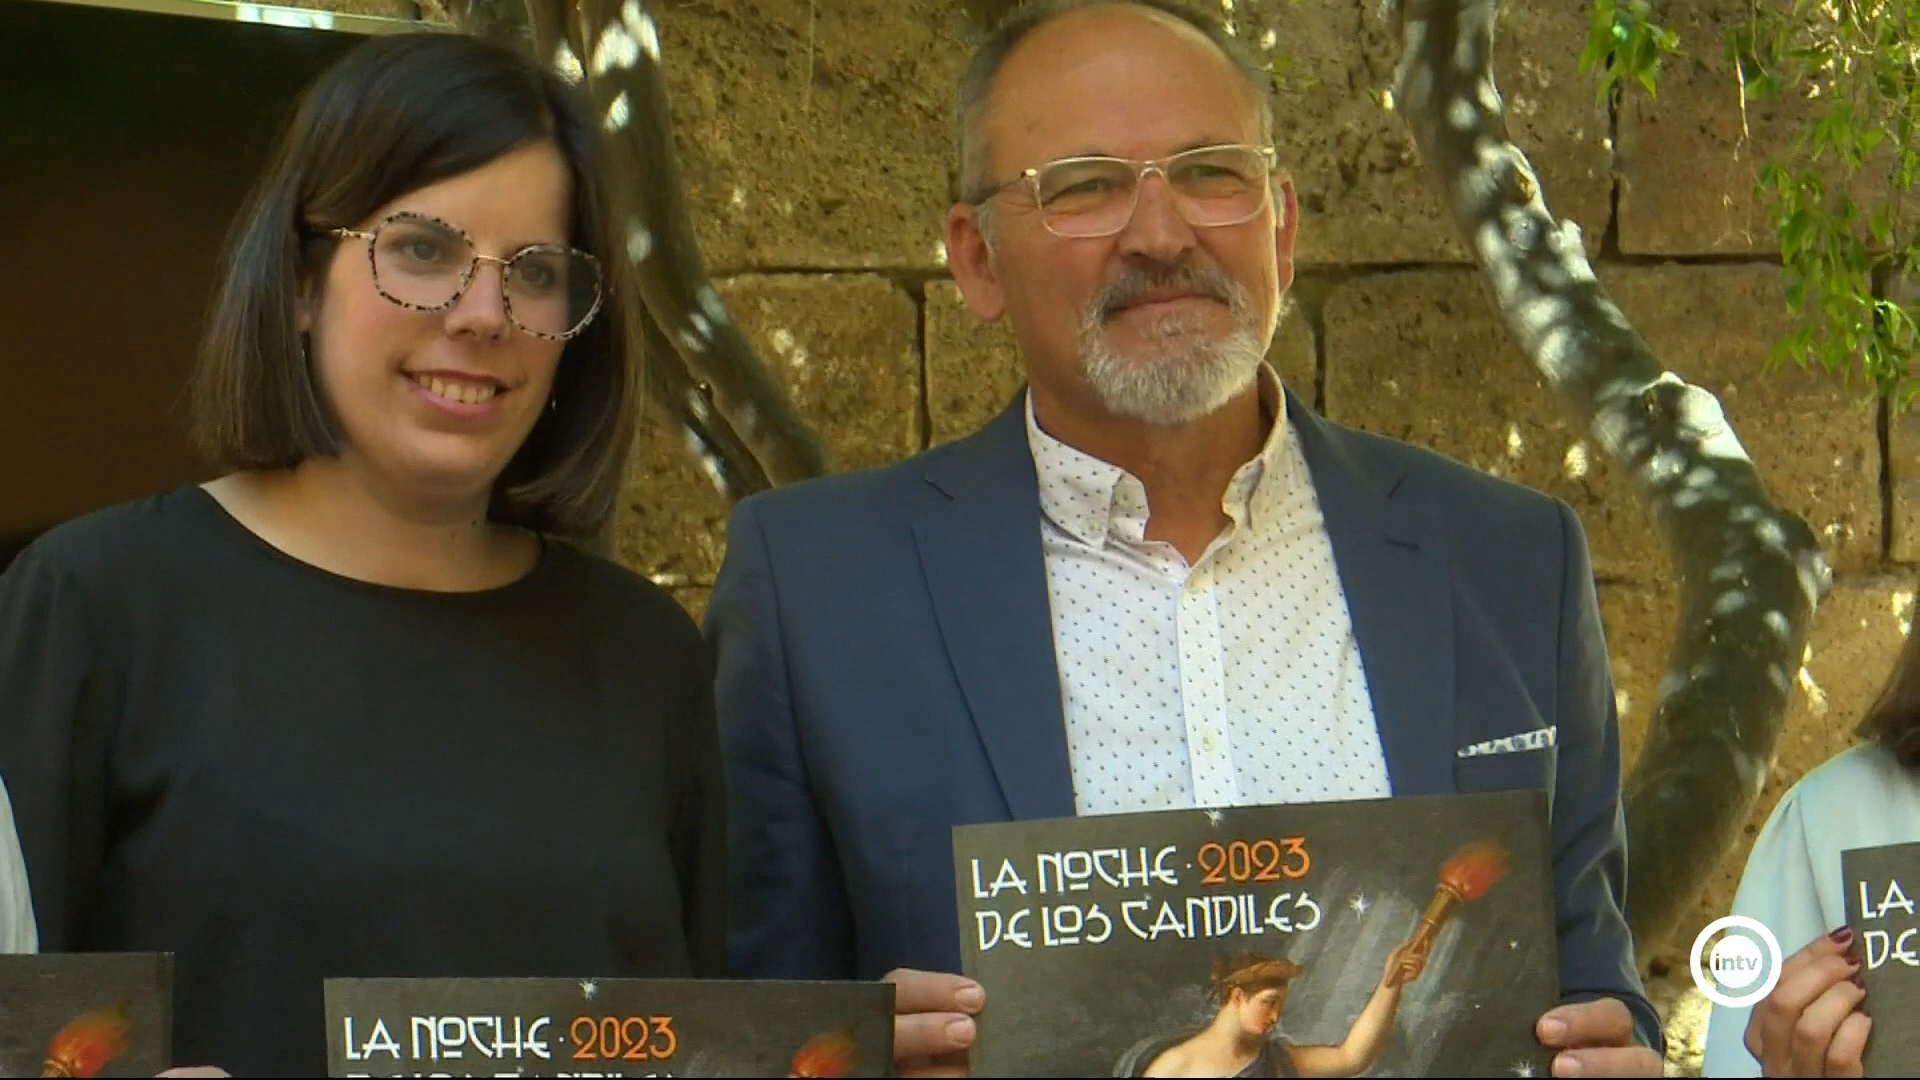 LA NOCHE · 2023
DE LOS CANDILES
LA NOCHE · 2023
LA
DE
intv